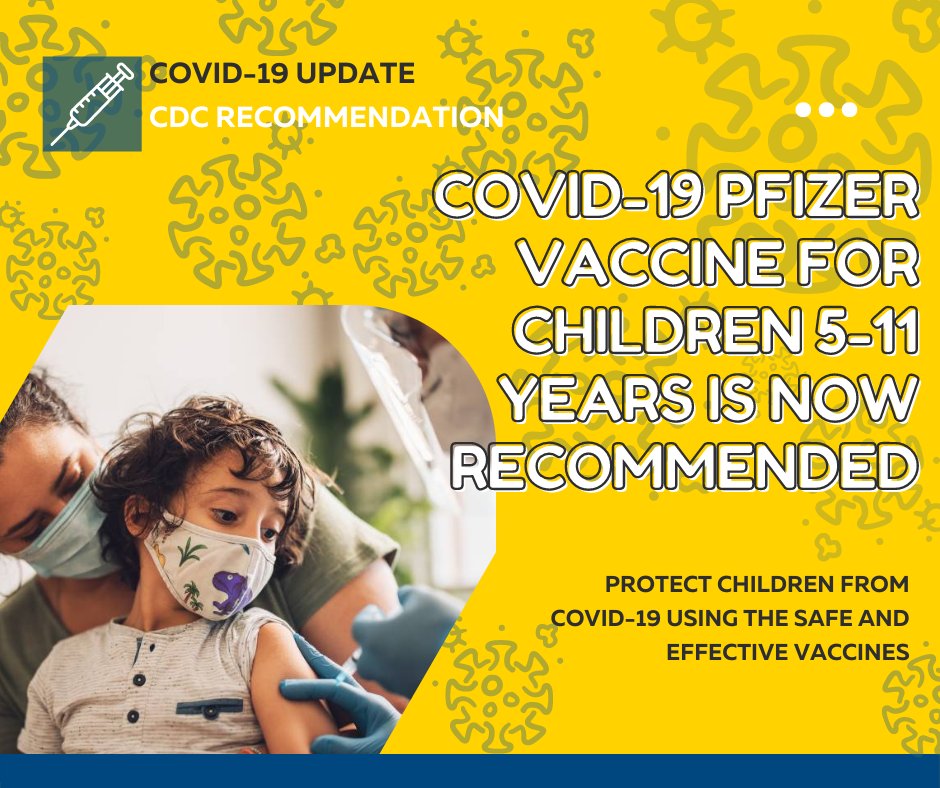 COVID-19 UPDATE
CDC RECOMMENDATION
COVID-19 PFIZER
VACCINE FOR
CHILDREN 5-11
YEARS IS NOW
RECOMMENDED
PROTECT CHILDREN FROM
COVID-19 USING THE SAFE AND
EFFECTIVE VACCINES